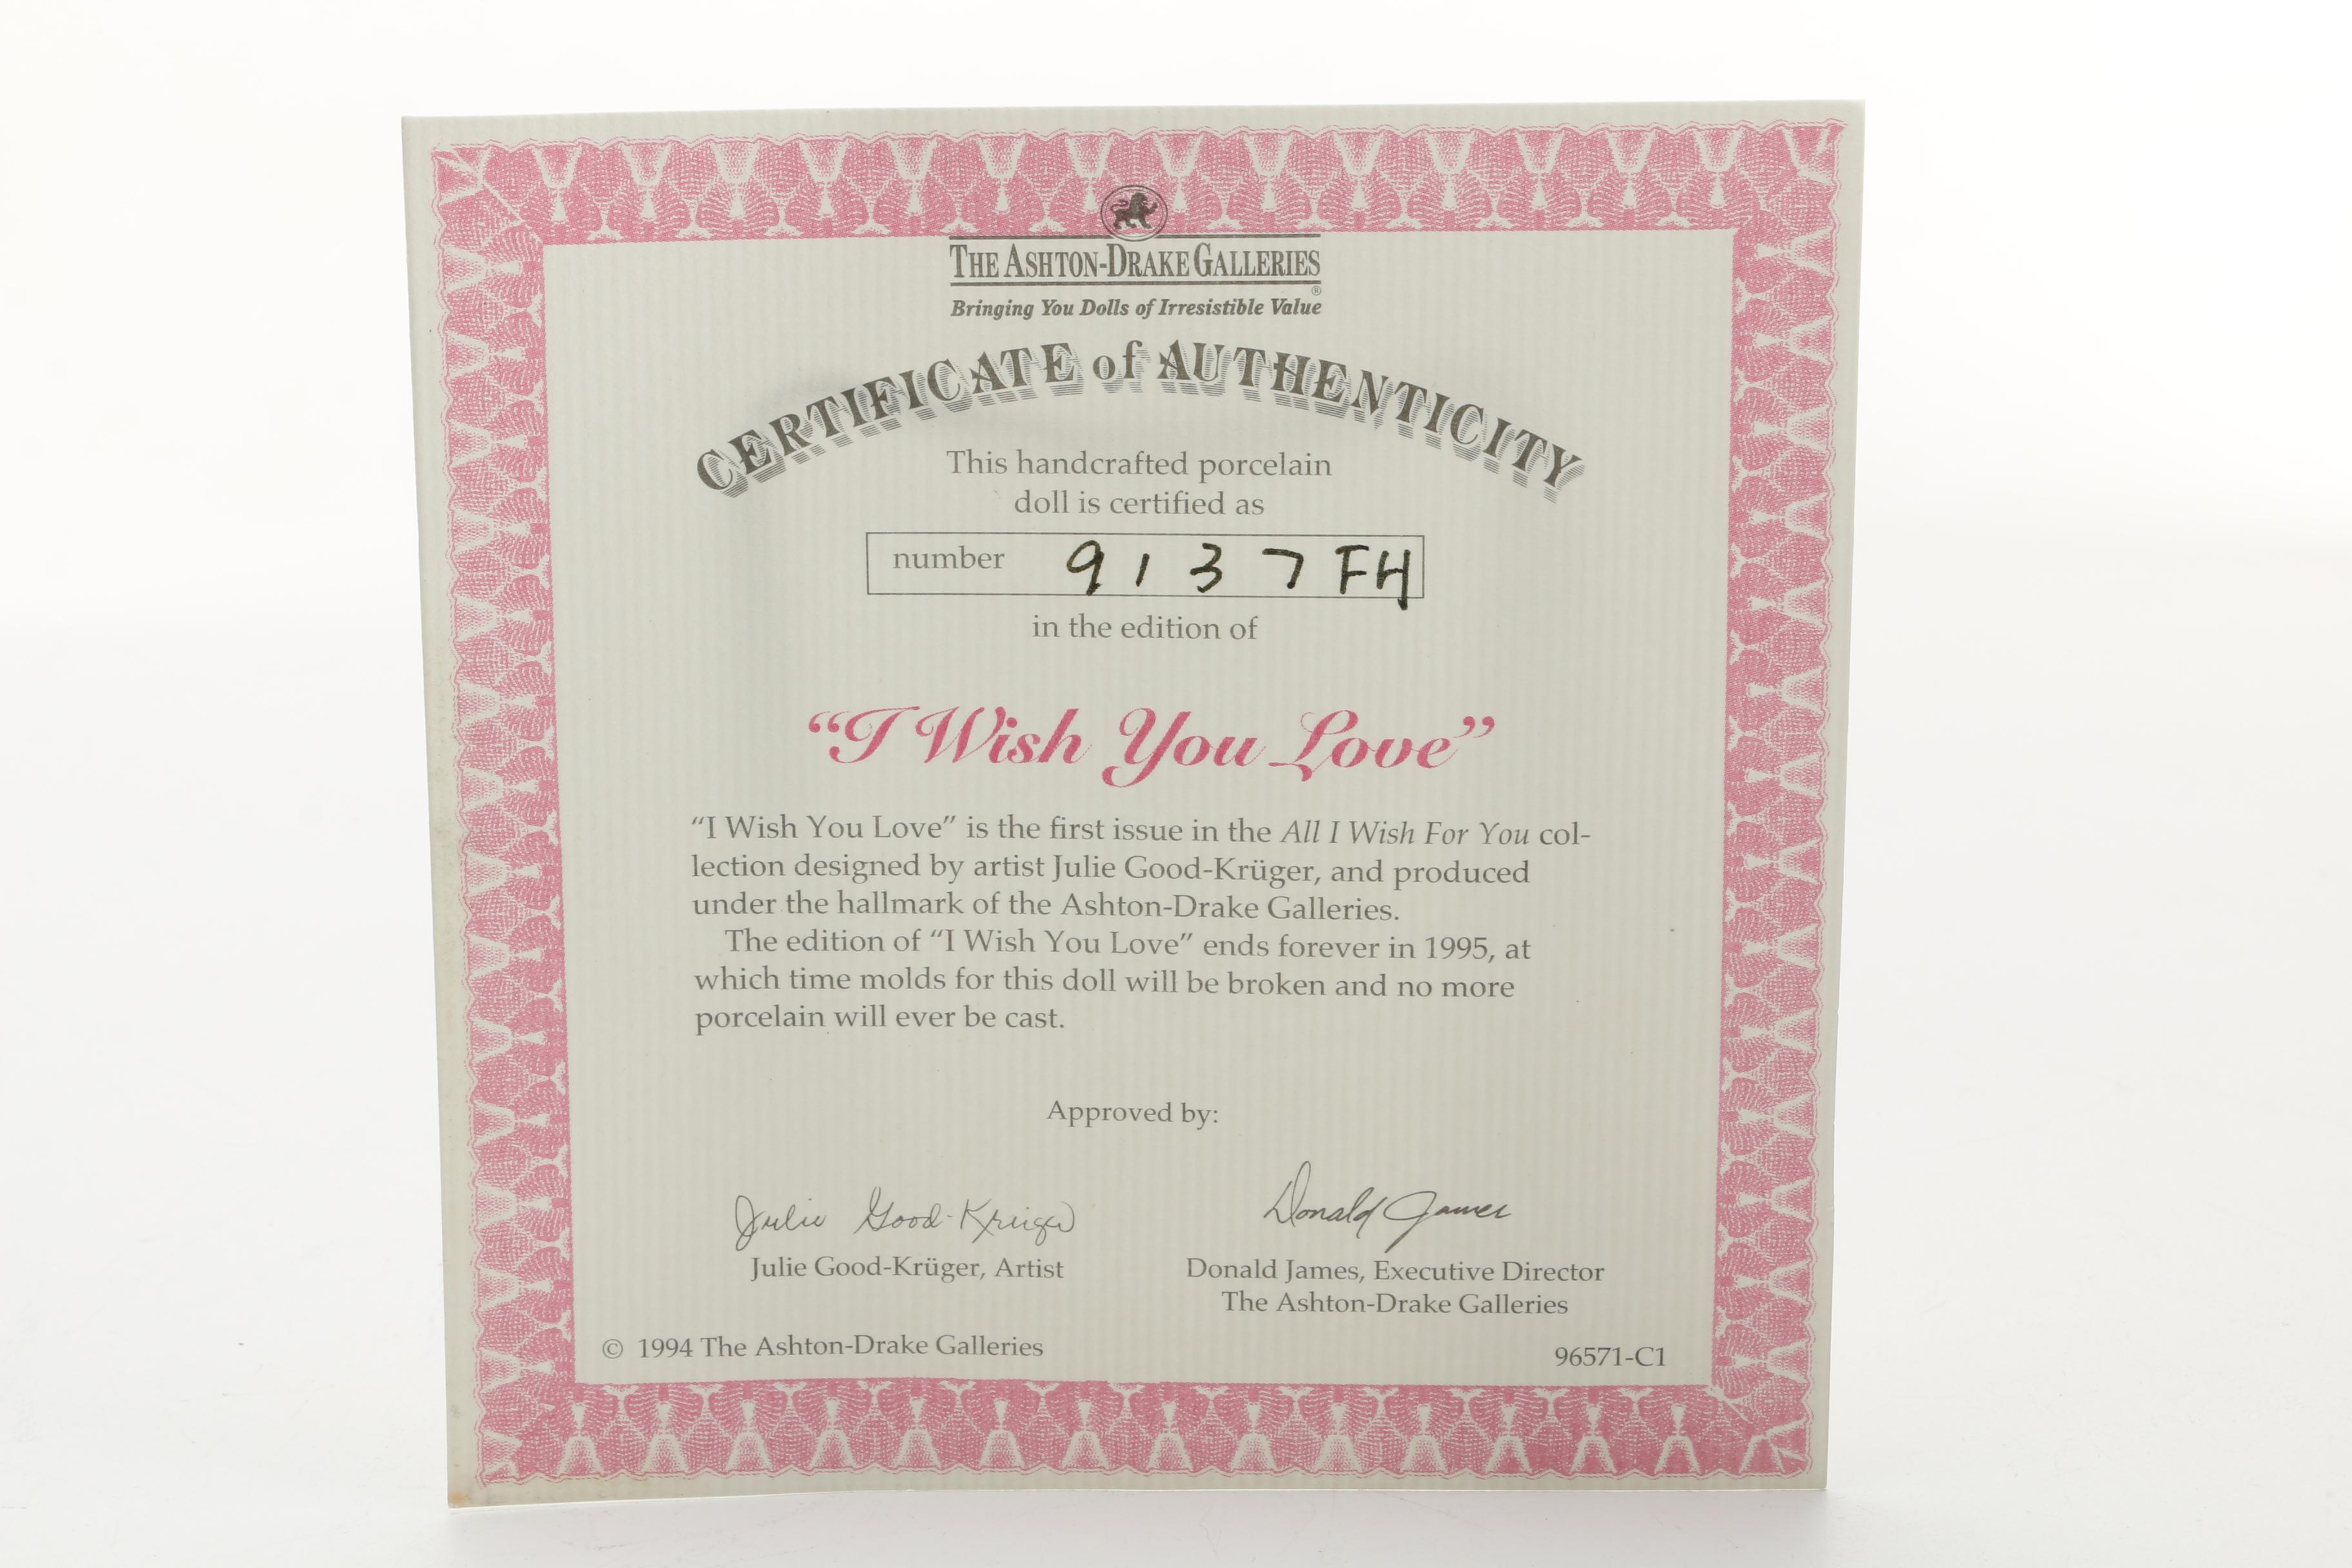 THE ASHTON-DRAKE GALLERIES
®
Bringing You Dolls of Irresistible Value
CERTIFICATE of AUTHENTICITY
This handcrafted porcelain
doll is certified as
number 9137FH
in the edition of
“I Wish You Love”
“I Wish You Love” is the first issue in the All I Wish For You col-
lection designed by artist Julie Good-Krüger, and produced
under the hallmark of the Ashton-Drake Galleries.
The edition of “I Wish You Love” ends forever in 1995, at
which time molds for this doll will be broken and no more
porcelain will ever be cast.
Approved by:
Julie Good-Krüger
Donald James
Julie Good-Krüger, Artist
Donald James, Executive Director
The Ashton-Drake Galleries
© 1994 The Ashton-Drake Galleries
96571-C1